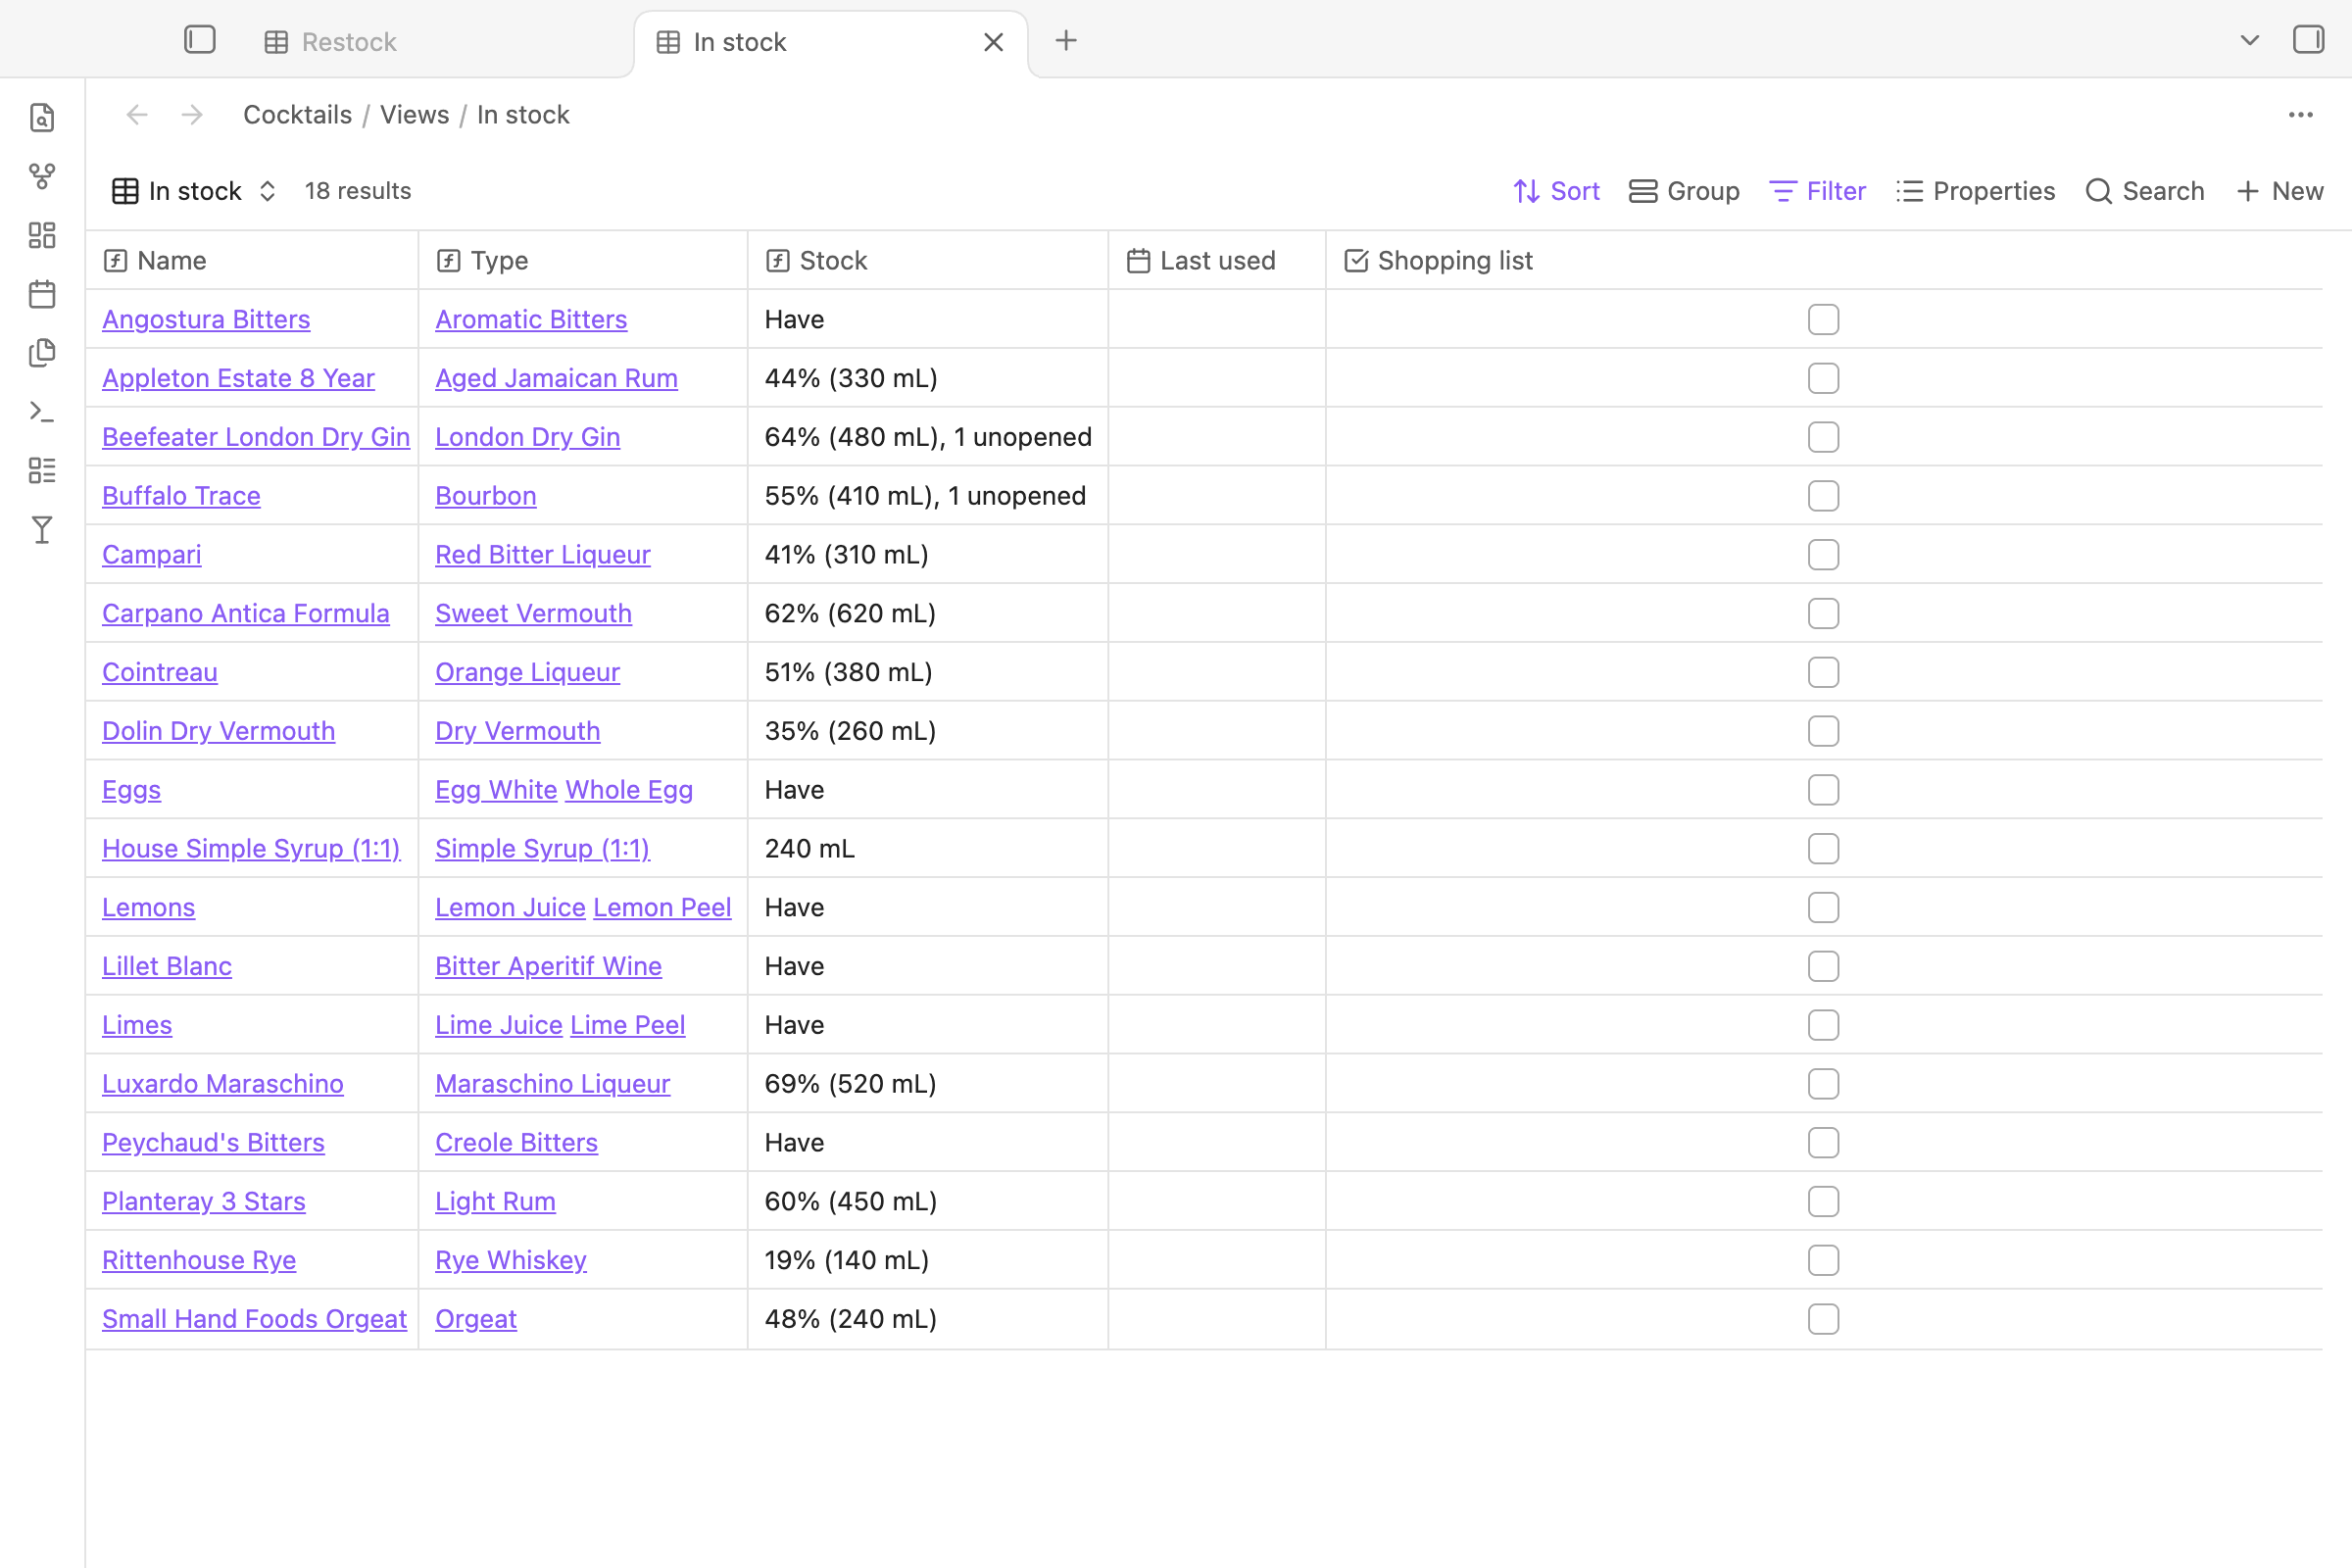 Restock
In stock
Cocktails / Views / In stock
In stock 18 results Sort Group Filter Properties Search New
Name Type Stock Last used Shopping list
Angostura Bitters Aromatic Bitters Have
Appleton Estate 8 Year Aged Jamaican Rum 44% (330 mL)
Beefeater London Dry Gin London Dry Gin 64% (480 mL), 1 unopened
Buffalo Trace Bourbon 55% (410 mL), 1 unopened
Campari Red Bitter Liqueur 41% (310 mL)
Carpano Antica Formula Sweet Vermouth 62% (620 mL)
Cointreau Orange Liqueur 51% (380 mL)
Dolin Dry Vermouth Dry Vermouth 35% (260 mL)
Eggs Egg White Whole Egg Have
House Simple Syrup (1:1) Simple Syrup (1:1) 240 mL
Lemons Lemon Juice Lemon Peel Have
Lillet Blanc Bitter Aperitif Wine Have
Limes Lime Juice Lime Peel Have
Luxardo Maraschino Maraschino Liqueur 69% (520 mL)
Peychaud's Bitters Creole Bitters Have
Planteray 3 Stars Light Rum 60% (450 mL)
Rittenhouse Rye Rye Whiskey 19% (140 mL)
Small Hand Foods Orgeat Orgeat 48% (240 mL)